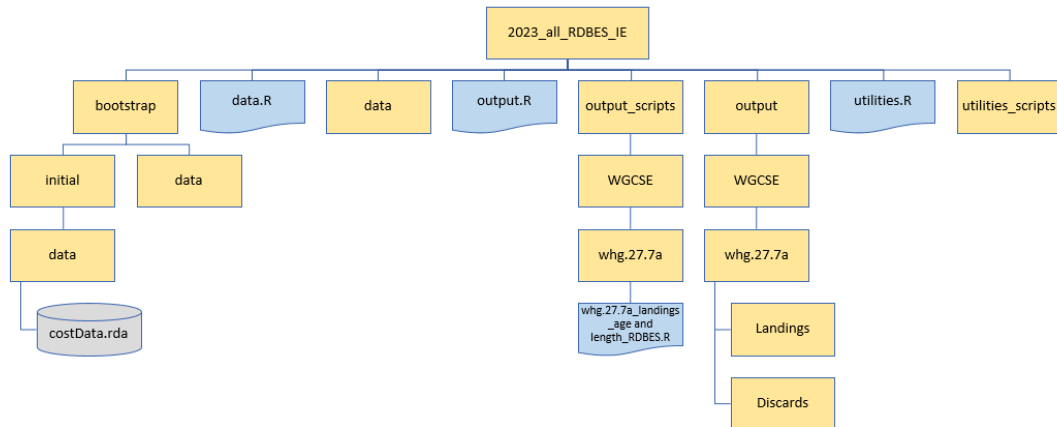 2023_all_RDBES_IE
bootstrap
data.R
data
output.R
output_scripts
output
utilities.R
utilities_scripts
initial
data
WGCSE
WGCSE
data
whg.27.7a
whg.27.7a
costData.rda
whg.27.7a_landings
_age and
length_RDBES.R
Landings
Discards